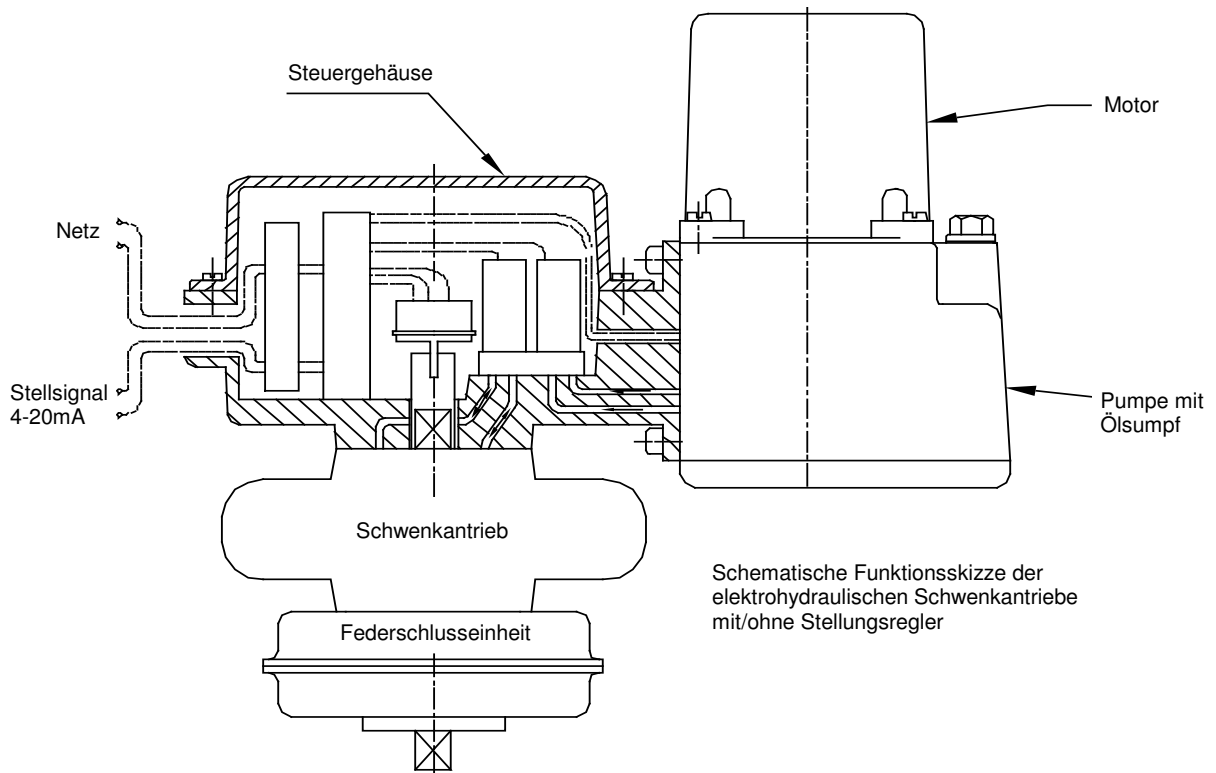 Steuergehäuse
Motor
Netz
Stellsignal
4-20mA
Pumpe mit
Ölsumpf
Schwenkantrieb
Schematische Funktionsskizze der
elektrohydraulischen Schwenkantriebe
mit/ohne Stellungsregler
Federschlusseinheit